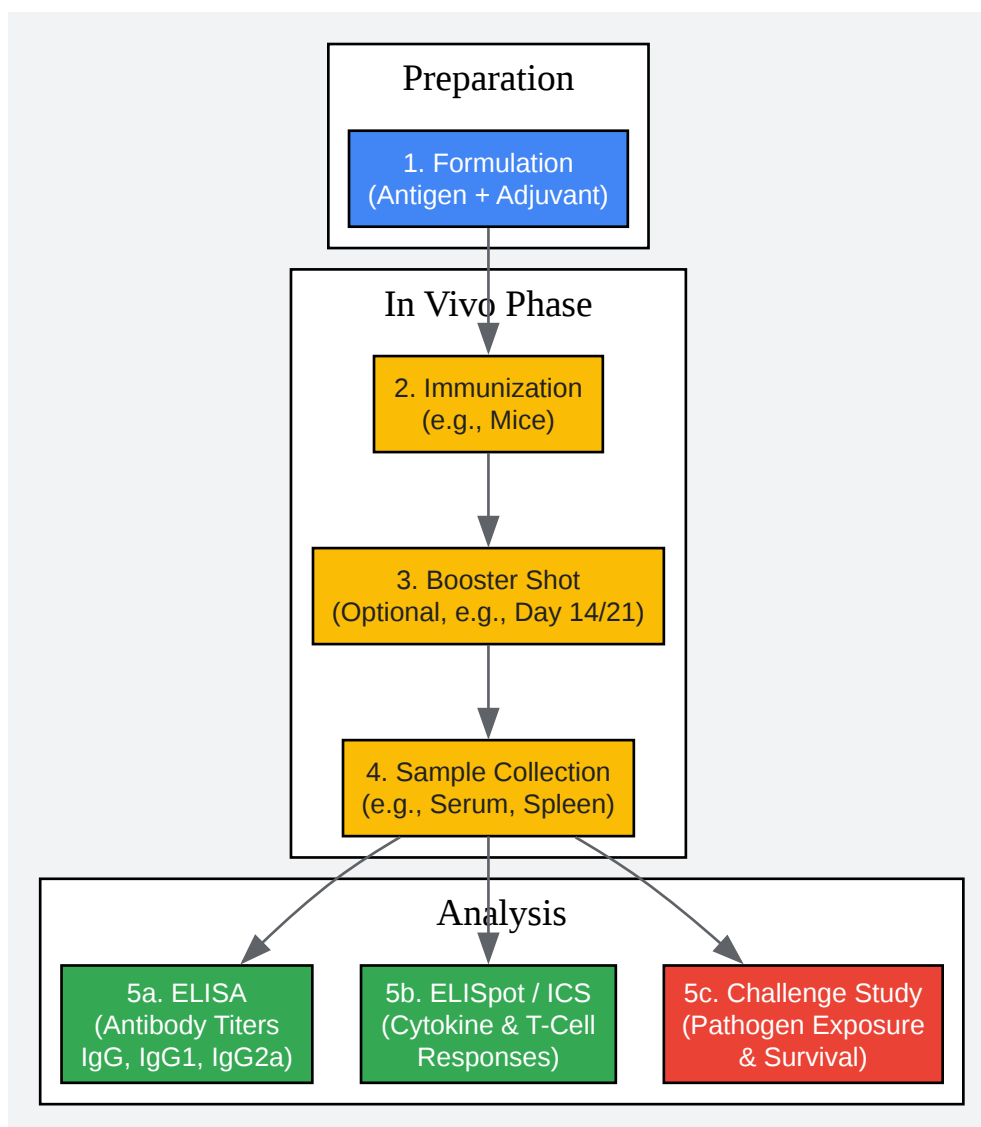 Preparation
1. Formulation
(Antigen + Adjuvant)
In Vivo Phase
2. Immunization
(e.g., Mice)
3. Booster Shot
(Optional, e.g., Day 14/21)
4. Sample Collection
(e.g., Serum, Spleen)
Analysis
5a. ELISA
(Antibody Titers
IgG, IgG1, IgG2a)
5b. ELISpot / ICS
(Cytokine & T-Cell
Responses)
5c. Challenge Study
(Pathogen Exposure
& Survival)